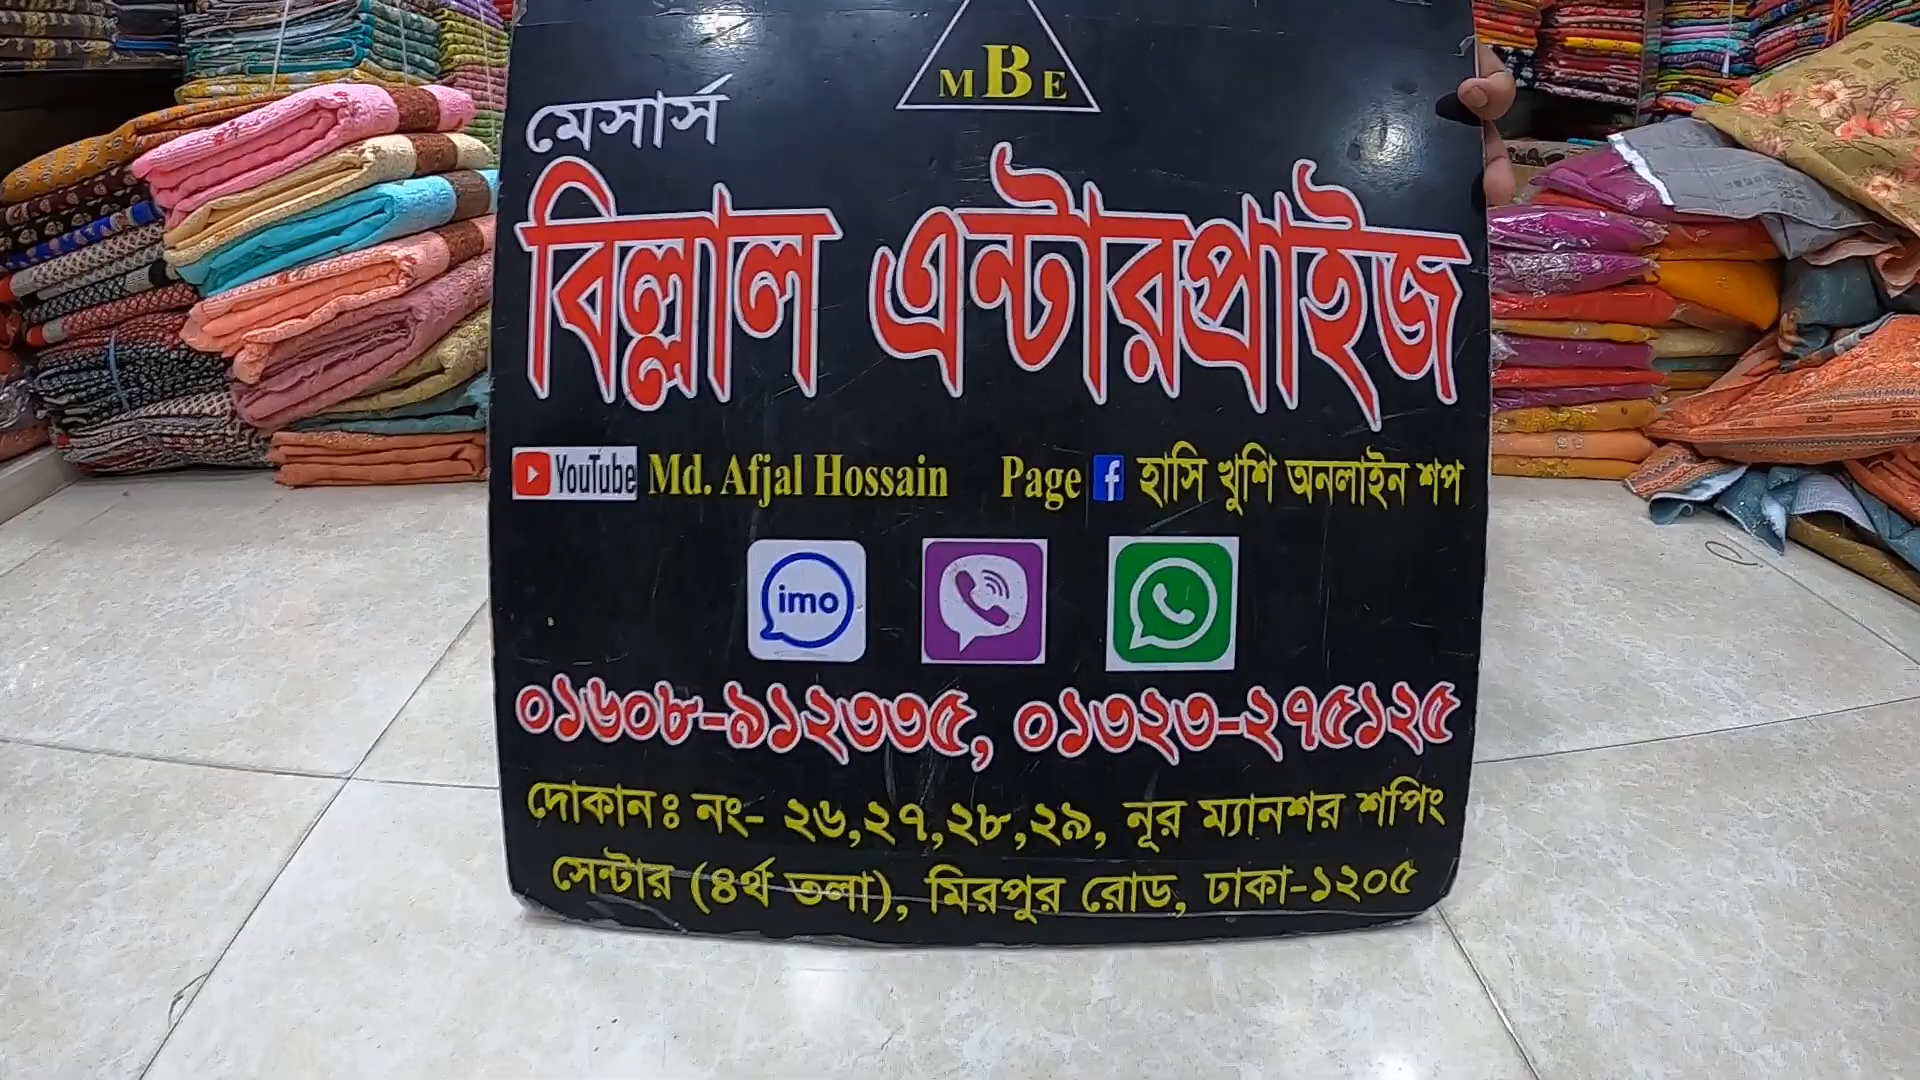 MBE
মেসার্স
বিল্লাল এন্টারপ্রাইজ
YouTube Md. Afjal Hossain Page f হাসি খুশি অনলাইন শপ
imo
০১৬০৮-৯১২৩৩৫, ০১৩২৩-২৭৫১২৫
দোকানঃ নং- ২৬,২৭,২৮,২৯, নূর ম্যানশর শপিং
সেন্টার (৪র্থ তলা), মিরপুর রোড, ঢাকা-১২০৫